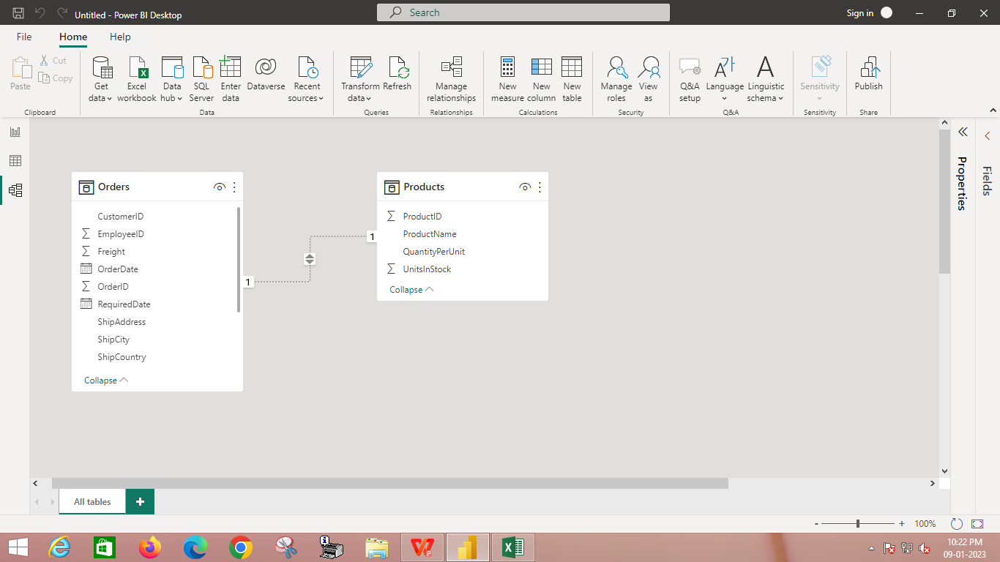 Untitled - Power BI Desktop
Search
Sign in
File Home Help
Paste
Cut
Copy
Clipboard
Get data
Excel workbook
Data hub
SQL Server
Enter data
Dataverse
Recent sources
Data
Transform data
Refresh
Queries
Manage relationships
Relationships
New measure
New column
New table
Calculations
Manage roles
View as
Security
Q&A setup
Language
Linguistic schema
Q&A
Sensitivity
Sensitivity
Publish
Share
Orders
CustomerID
EmployeeID
Freight
OrderDate
OrderID
RequiredDate
ShipAddress
ShipCity
ShipCountry
Collapse
1
1
Products
ProductID
ProductName
QuantityPerUnit
UnitsInStock
Collapse
Properties
Fields
All tables
+
- + 100%
10:22 PM
09-01-2023